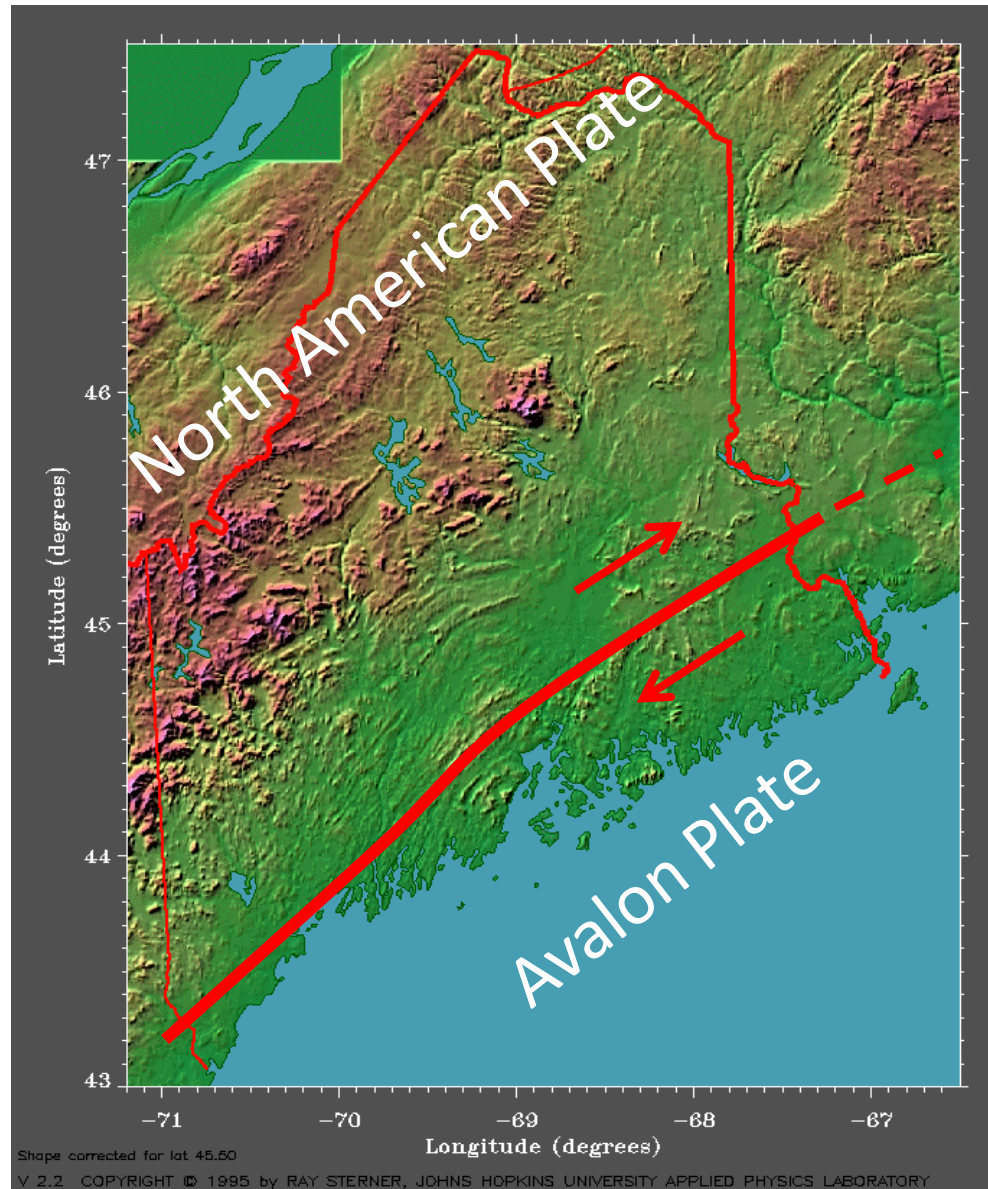 North American Plate
Avalon Plate
Latitude (degrees)
47
46
45
44
43
−71
−70
−69
−68
−67
Longitude (degrees)
Shape corrected for lat 45.50
V 2.2 COPYRIGHT © 1995 by RAY STERNER, JOHNS HOPKINS UNIVERSITY APPLIED PHYSICS LABORATORY